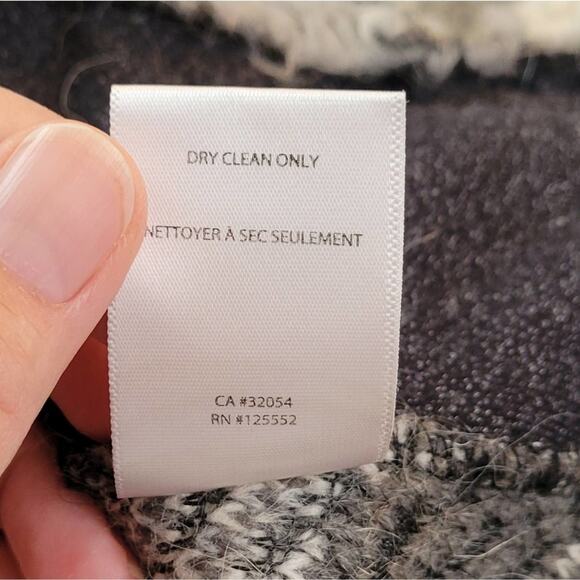 DRY CLEAN ONLY
NETTOYER À SEC SEULEMENT
CA #32054
RN #125552